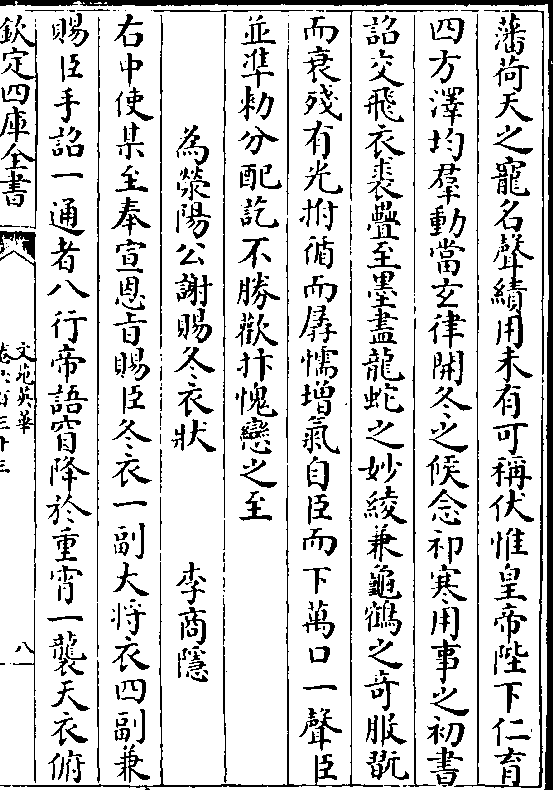 藩荷天之寵名聲績用未有可稱伏惟皇帝陛下仁育
四方澤均羣動當玄律開冬之候念祁寒用事之初書
詔交飛衣裘疊至墨盡龍蛇之妙綾兼龜鶴之奇服翫
而衰殘有光拊循而孱懦增氣自臣而下萬口一聲臣
並準勑分配訖不勝歡抃愧戀之至
為滎陽公謝賜冬衣狀 李商隱
右中使某至奉宣恩旨賜臣冬衣一副大將衣四副兼
賜臣手詔一通者八行帝語窅降於重霄一襲天衣俯
欽定四庫全書
文苑英華
卷六百三十三
八